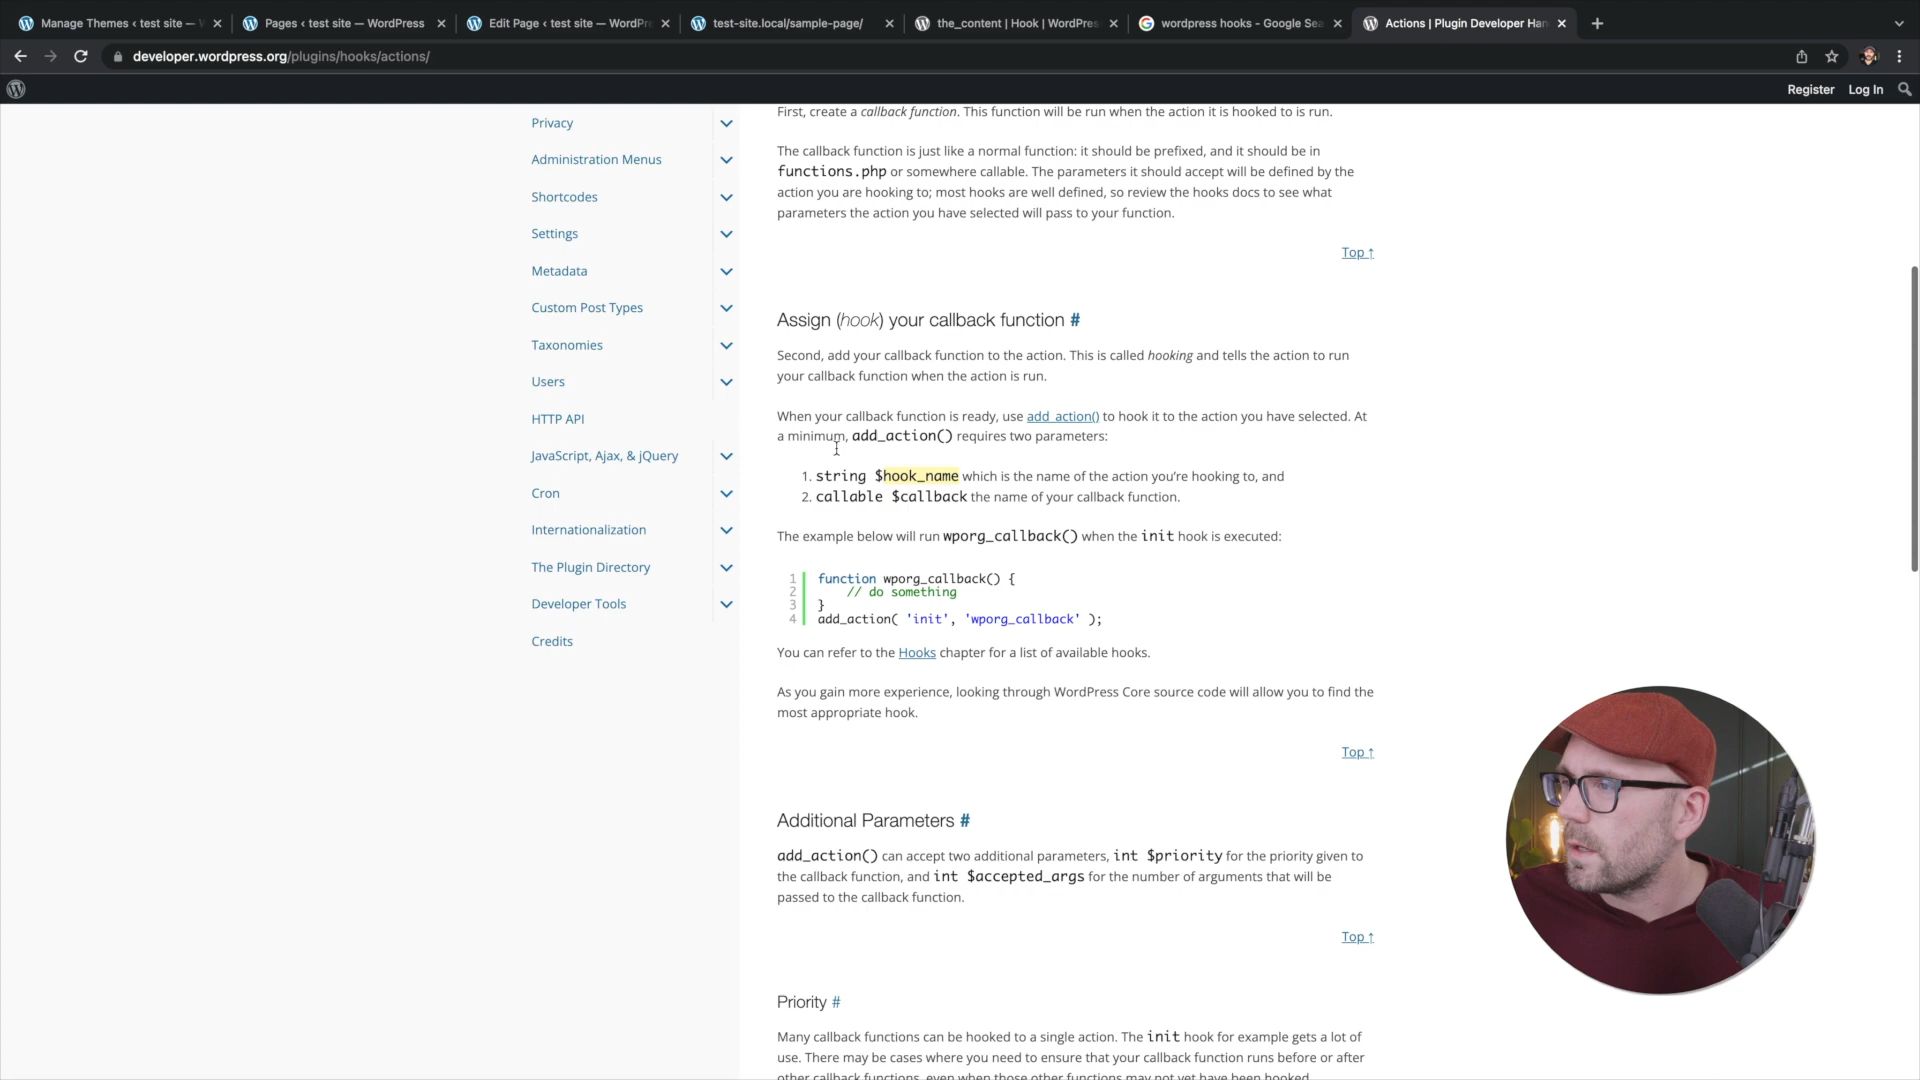 Manage Themes ‹ test site — W
Pages ‹ test site — WordPress
Edit Page ‹ test site — WordPre
test-site.local/sample-page/
the_content | Hook | WordPress
wordpress hooks - Google Sea
Actions | Plugin Developer Han
developer.wordpress.org/plugins/hooks/actions/
Register
Log In
Privacy
Administration Menus
Shortcodes
Settings
Metadata
Custom Post Types
Taxonomies
Users
HTTP API
JavaScript, Ajax, & jQuery
Cron
Internationalization
The Plugin Directory
Developer Tools
Credits
First, create a callback function. This function will be run when the action it is hooked to is run.
The callback function is just like a normal function: it should be prefixed, and it should be in
functions.php or somewhere callable. The parameters it should accept will be defined by the
action you are hooking to; most hooks are well defined, so review the hooks docs to see what
parameters the action you have selected will pass to your function.
Top ↑
Assign (hook) your callback function #
Second, add your callback function to the action. This is called hooking and tells the action to run
your callback function when the action is run.
When your callback function is ready, use add_action() to hook it to the action you have selected. At
a minimum, add_action() requires two parameters:
1. string $hook_name which is the name of the action you're hooking to, and
2. callable $callback the name of your callback function.
The example below will run wporg_callback() when the init hook is executed:
1 function wporg_callback() {
2 // do something
3 }
4 add_action( 'init', 'wporg_callback' );
You can refer to the Hooks chapter for a list of available hooks.
As you gain more experience, looking through WordPress Core source code will allow you to find the
most appropriate hook.
Top ↑
Additional Parameters #
add_action() can accept two additional parameters, int $priority for the priority given to
the callback function, and int $accepted_args for the number of arguments that will be
passed to the callback function.
Top ↑
Priority #
Many callback functions can be hooked to a single action. The init hook for example gets a lot of
use. There may be cases where you need to ensure that your callback function runs before or after
other callback functions, even when those other functions may not yet have been hooked.